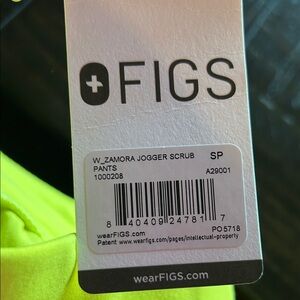 FIGS
W_ZAMORA JOGGER SCRUB SP
PANTS
1000208 A29001
8 40409 24781 7
wearFIGS.com PO5718
Patent www.wearfigs.com/pages/intellectual-property
wearFIGS.com